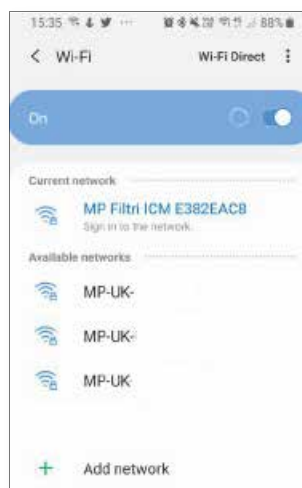 15:35 88%
Wi-Fi Wi-Fi Direct
On
Current network
MP Filtri ICM E382EAC8
Sign in to the network.
Available networks
MP-UK-
MP-UK-
MP-UK
Add network